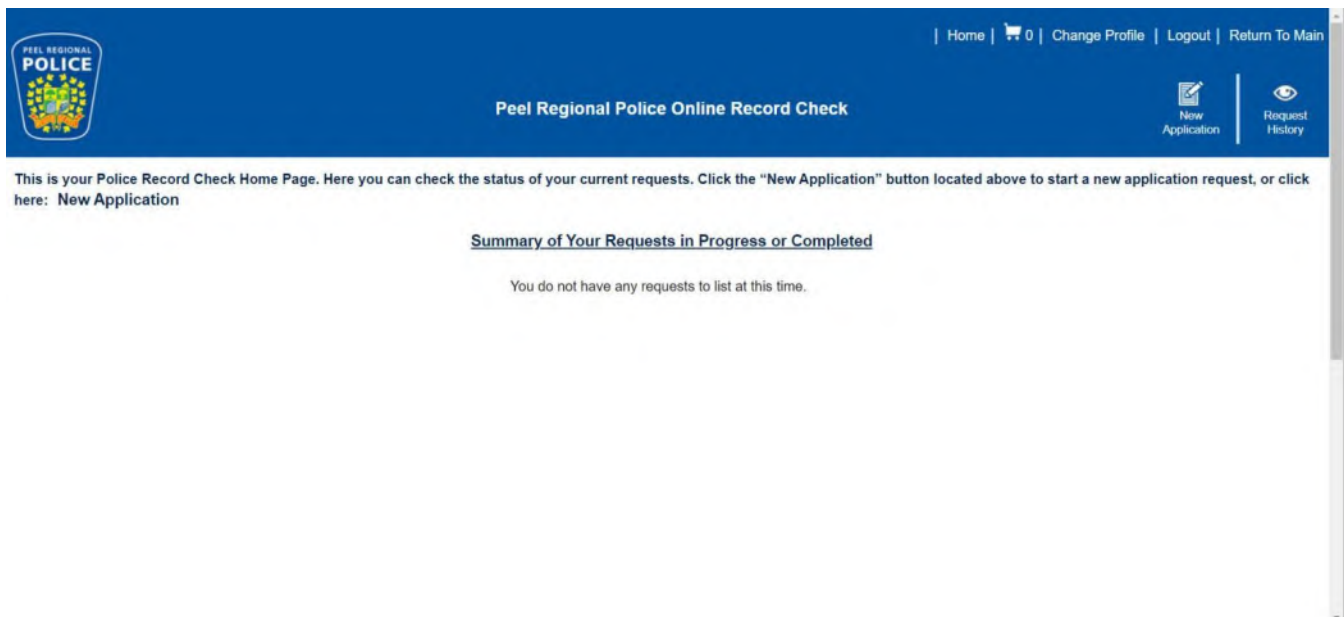 PEEL REGIONAL
POLICE
| Home | 0 | Change Profile | Logout | Return To Main
Peel Regional Police Online Record Check
New
Application
Request
History
This is your Police Record Check Home Page. Here you can check the status of your current requests. Click the “New Application” button located above to start a new application request, or click
here: New Application
Summary of Your Requests in Progress or Completed
You do not have any requests to list at this time.